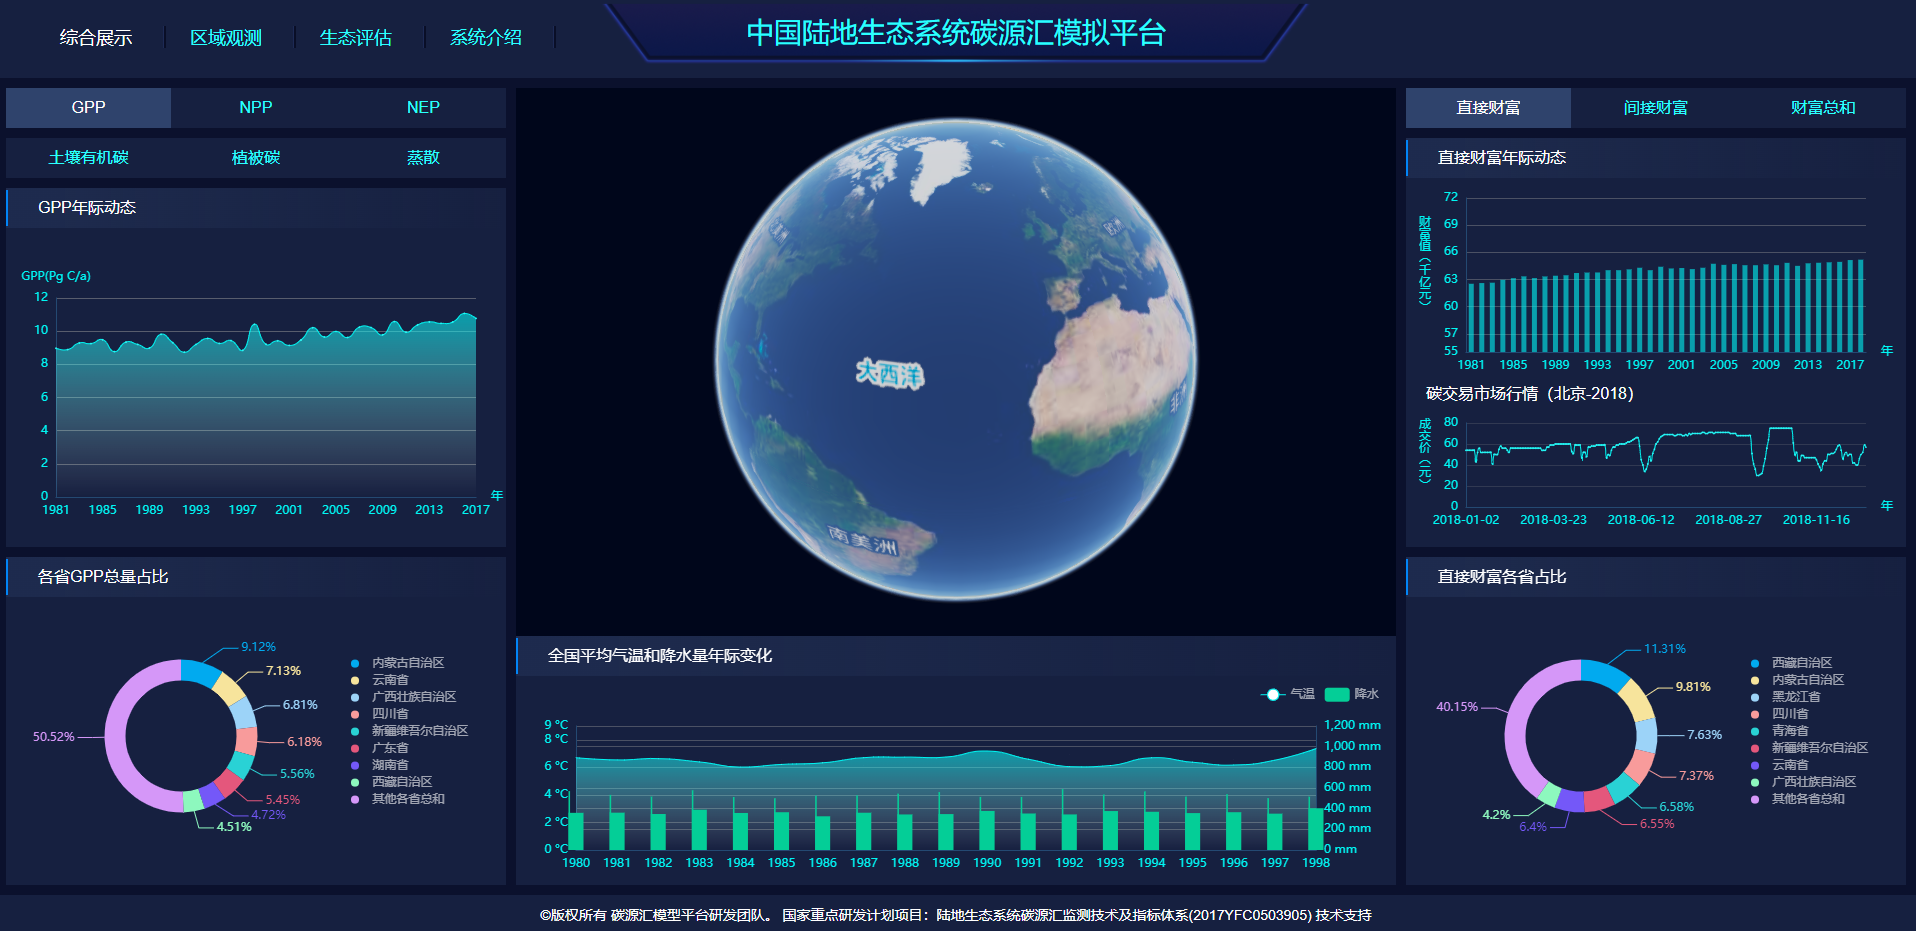 综合展示
区域观测
生态评估
系统介绍
中国陆地生态系统碳源汇模拟平台
GPP
NPP
NEP
土壤有机碳
植被碳
蒸散
GPP年际动态
GPP(Pg C/a)
12
10
8
6
4
2
0
年
1981 1985 1989 1993 1997 2001 2005 2009 2013 2017
各省GPP总量占比
9.12%
7.13%
6.81%
6.18%
5.56%
5.45%
4.72%
4.51%
50.52%
内蒙古自治区
云南省
广西壮族自治区
四川省
新疆维吾尔自治区
广东省
湖南省
西藏自治区
其他各省总和
欧洲
大西洋
南美洲
全国平均气温和降水量年际变化
气温 降水
9 °C
8 °C
6 °C
4 °C
2 °C
0 °C
1,200 mm
1,000 mm
800 mm
600 mm
400 mm
200 mm
0 mm
1980 1981 1982 1983 1984 1985 1986 1987 1988 1989 1990 1991 1992 1993 1994 1995 1996 1997 1998
直接财富
间接财富
财富总和
直接财富年际动态
财富值（千亿元）
72
69
66
63
60
57
55
年
1981 1985 1989 1993 1997 2001 2005 2009 2013 2017
碳交易市场行情（北京-2018）
成交价（元）
80
60
40
20
0
年
2018-01-02 2018-03-23 2018-06-12 2018-08-27 2018-11-16
直接财富各省占比
11.31%
9.81%
7.63%
7.37%
6.58%
6.55%
6.4%
4.2%
40.15%
西藏自治区
内蒙古自治区
黑龙江省
四川省
青海省
新疆维吾尔自治区
云南省
广西壮族自治区
其他各省总和
©版权所有 碳源汇模型平台研发团队。 国家重点研发计划项目：陆地生态系统碳源汇监测技术及指标体系(2017YFC0503905) 技术支持